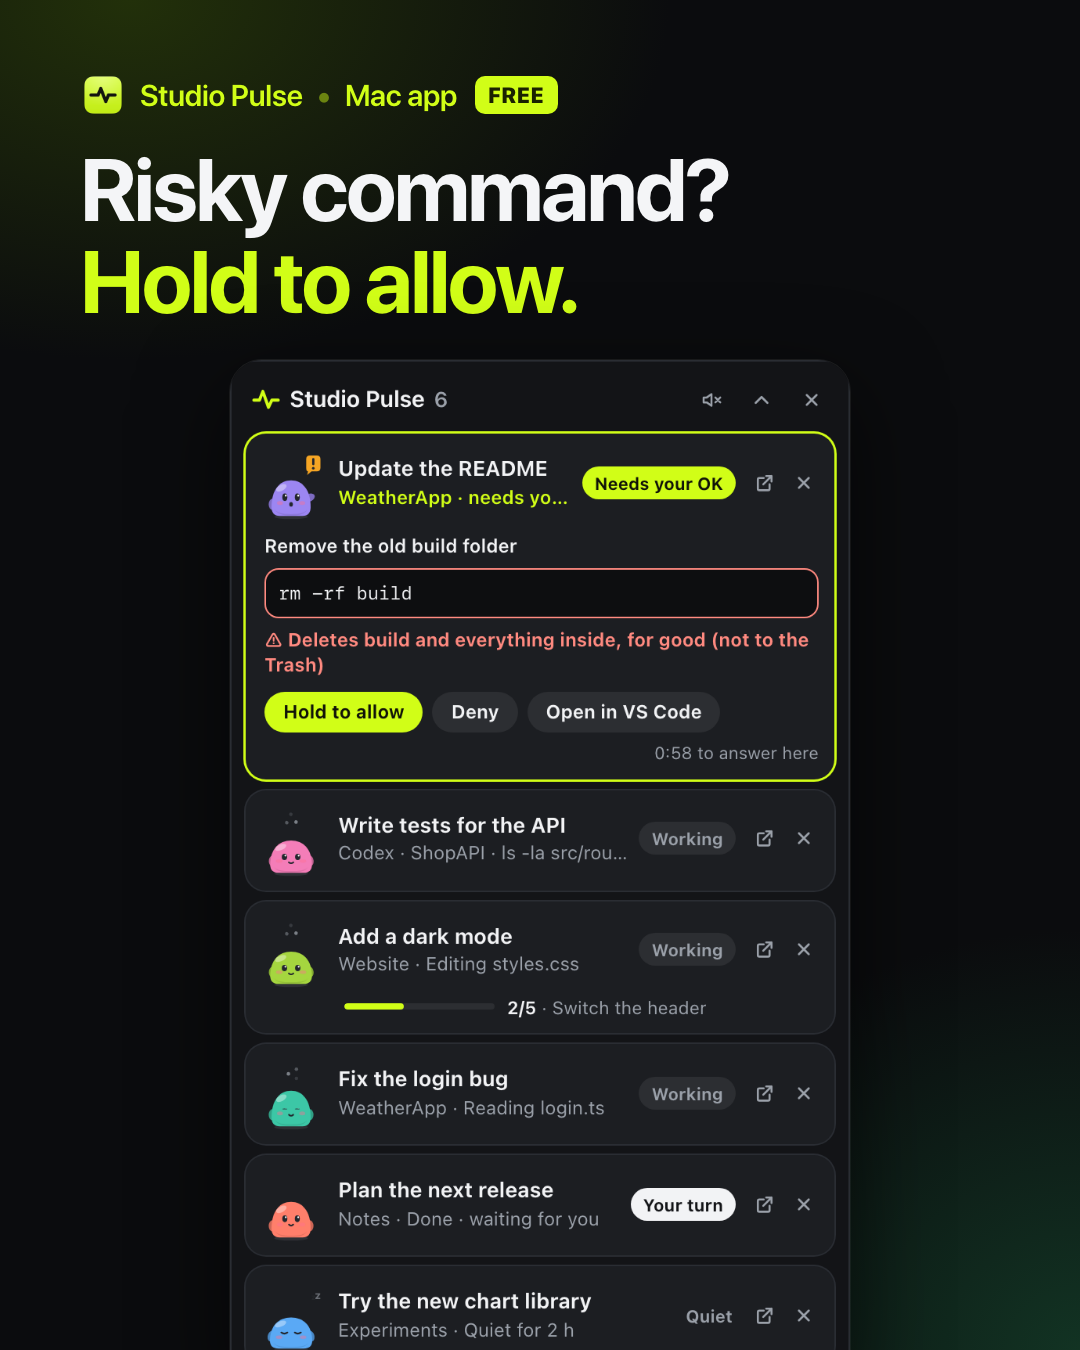 Studio Pulse • Mac app FREE
Risky command?
Hold to allow.
Studio Pulse 6
Update the README
WeatherApp · needs yo...
Needs your OK
Remove the old build folder
rm -rf build
Deletes build and everything inside, for good (not to the
Trash)
Hold to allow
Deny
Open in VS Code
0:58 to answer here
Write tests for the API
Codex · ShopAPI · ls -la src/rou...
Working
Add a dark mode
Website · Editing styles.css
Working
2/5 · Switch the header
Fix the login bug
WeatherApp · Reading login.ts
Working
Plan the next release
Notes · Done · waiting for you
Your turn
z
Try the new chart library
Experiments · Quiet for 2 h
Quiet